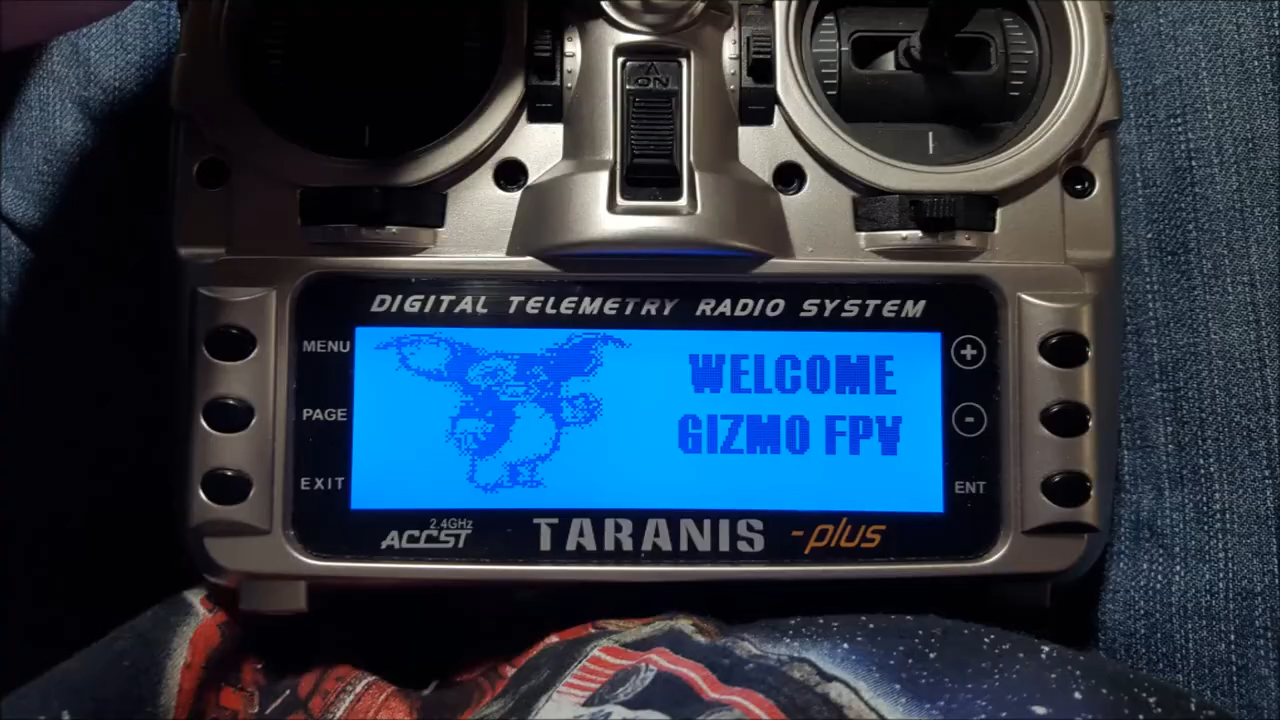 ON
DIGITAL TELEMETRY RADIO SYSTEM
MENU
PAGE
EXIT
WELCOME
GIZMO FPV
+
-
ENT
2.4GHz
ACCST
TARANIS -plus